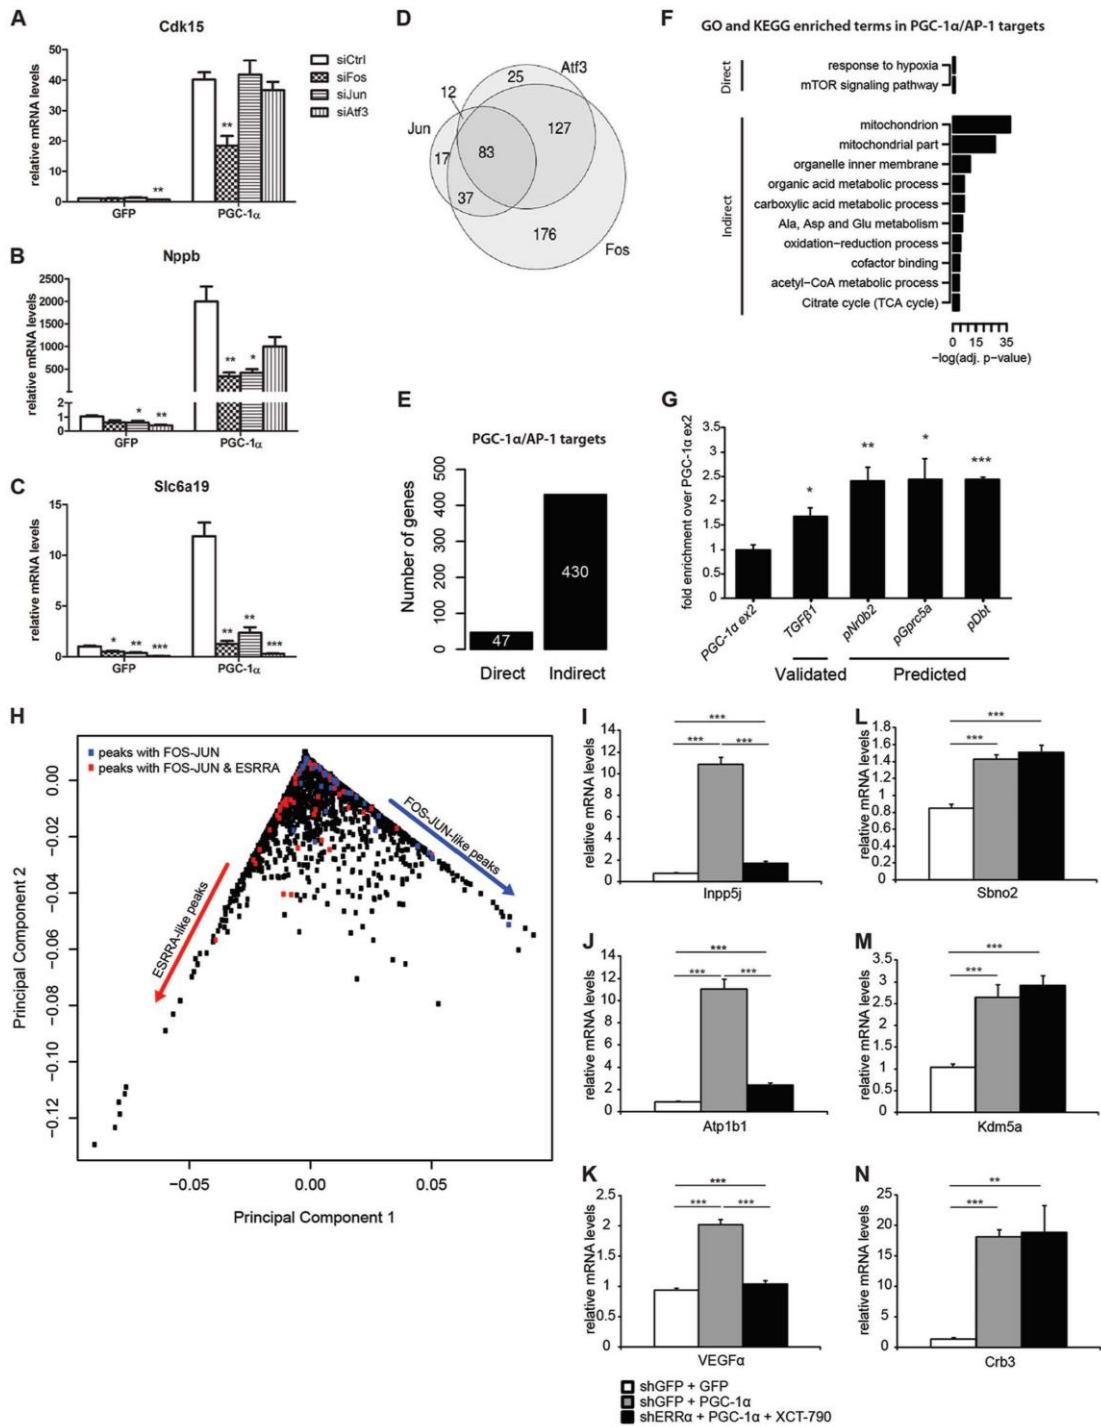 A
Cdk15
relative mRNA levels
50
40
30
20
10
0
**
**
GFP
PGC-1α
siCtrl
siFos
siJun
siAtf3
B
Nppb
relative mRNA levels
2500
2000
1500
1000
500
2
1
0
*
**
**
*
GFP
PGC-1α
C
Slc6a19
relative mRNA levels
15
10
5
0
*
**
***
**
**
***
GFP
PGC-1α
D
25
Atf3
12
Jun
127
17
83
37
176
Fos
E
PGC-1α/AP-1 targets
Number of genes
500
400
300
200
100
0
47
430
Direct
Indirect
F
GO and KEGG enriched terms in PGC-1α/AP-1 targets
Direct
response to hypoxia
mTOR signaling pathway
Indirect
mitochondrion
mitochondrial part
organelle inner membrane
organic acid metabolic process
carboxylic acid metabolic process
Ala, Asp and Glu metabolism
oxidation-reduction process
cofactor binding
acetyl-CoA metabolic process
Citrate cycle (TCA cycle)
0 15 35
-log(adj. p-value)
G
fold enrichment over PGC-1α ex2
3.5
3
2.5
2
1.5
1
0.5
0
*
**
*
***
PGC-1α ex2
TGFβ1
pNr0b2
pGprc5a
pDbt
Validated
Predicted
H
peaks with FOS-JUN
peaks with FOS-JUN & ESRRA
FOS-JUN-like peaks
ESRRA-like peaks
Principal Component 2
0.00
−0.02
−0.04
−0.06
−0.08
−0.10
−0.12
−0.05 0.00 0.05
Principal Component 1
I
relative mRNA levels
14
12
10
8
6
4
2
0
***
*** ***
Inpp5j
J
relative mRNA levels
14
12
10
8
6
4
2
0
***
*** ***
Atp1b1
K
relative mRNA levels
2.5
2
1.5
1
0.5
0
***
*** ***
VEGFα
L
relative mRNA levels
1.8
1.6
1.4
1.2
1
0.8
0.6
0.4
0.2
0
***
***
Sbno2
M
relative mRNA levels
4
3.5
3
2.5
2
1.5
1
0.5
0
***
***
Kdm5a
N
relative mRNA levels
25
20
15
10
5
0
**
***
Crb3
shGFP + GFP
shGFP + PGC-1α
shERRα + PGC-1α + XCT-790